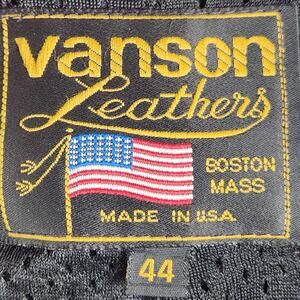 vanson
Leathers
BOSTON
MASS
MADE IN U.S.A.
44